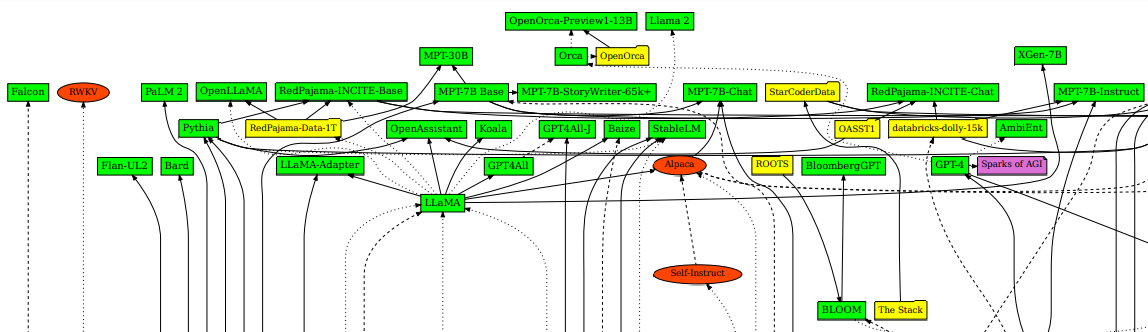 OpenOrca-Preview1-13B
Llama 2
MPT-30B
Orca
OpenOrca
XGen-7B
Falcon
RWKV
PaLM 2
OpenLLaMA
RedPajama-INCITE-Base
MPT-7B Base
MPT-7B-StoryWriter-65k+
MPT-7B-Chat
StarCoderData
RedPajama-INCITE-Chat
MPT-7B-Instruct
Pythia
RedPajama-Data-1T
OpenAssistant
Koala
GPT4All-J
Baize
StableLM
OASST1
databricks-dolly-15k
AmbiEnt
Flan-UL2
Bard
LLaMA-Adapter
GPT4All
Alpaca
ROOTS
BloombergGPT
GPT-4
Sparks of AGI
LLaMA
Self-Instruct
BLOOM
The Stack